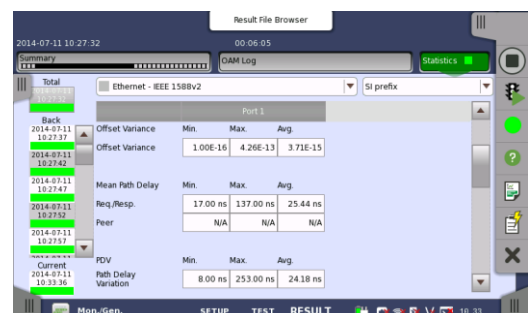 Result File Browser
2014-07-11 10:27:32 00:06:05
Summary OAM Log Statistics
Total
2014-07-11
10:27:32
Ethernet - IEEE 1588v2 SI prefix
Port 1
Back
2014-07-11
10:27:37
2014-07-11
10:27:42
2014-07-11
10:27:47
2014-07-11
10:27:52
2014-07-11
10:27:57
Current
2014-07-11
10:33:36
Offset Variance Min. Max. Avg.
Offset Variance 1.00E-16 4.26E-13 3.71E-15
Mean Path Delay Min. Max. Avg.
Req./Resp. 17.00 ns 137.00 ns 25.44 ns
Peer N/A N/A N/A
PDV Min. Max. Avg.
Path Delay
Variation 8.00 ns 253.00 ns 24.18 ns
Mon./Gen. SETUP TEST RESULT 16:33